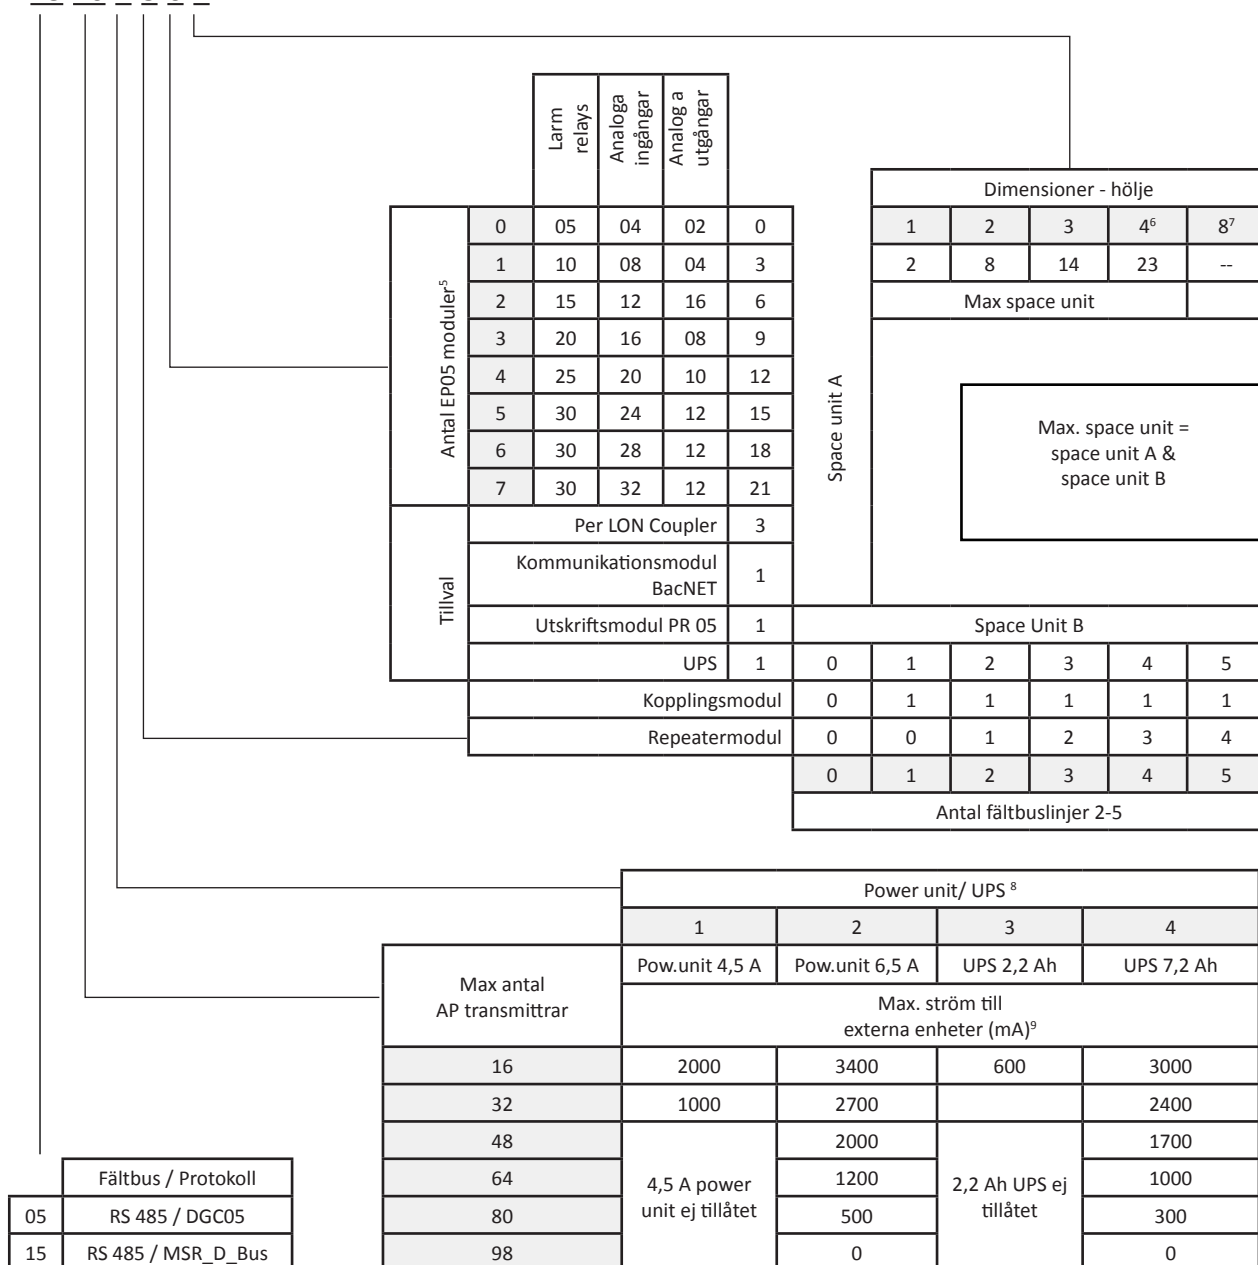 Larm relays
Analoga ingångar
Analog a utgångar
Dimensioner - hölje
1 2 3 4⁶ 8⁷
2 8 14 23 --
Max space unit
Antal EP05 moduler⁵
0 05 04 02 0
1 10 08 04 3
2 15 12 16 6
3 20 16 08 9
4 25 20 10 12
5 30 24 12 15
6 30 28 12 18
7 30 32 12 21
Space unit A
Max. space unit =
space unit A &
space unit B
Tillval
Per LON Coupler 3
Kommunikationsmodul
BacNET 1
Utskriftsmodul PR 05 1
Space Unit B
UPS 1 0 1 2 3 4 5
Kopplingsmodul 0 1 1 1 1 1
Repeatermodul 0 0 1 2 3 4
0 1 2 3 4 5
Antal fältbuslinjer 2-5
Power unit/ UPS ⁸
1 2 3 4
Max antal
AP transmittrar
Pow.unit 4,5 A Pow.unit 6,5 A UPS 2,2 Ah UPS 7,2 Ah
Max. ström till
externa enheter (mA)⁹
16 2000 3400 600 3000
32 1000 2700 2400
48 2000 1700
64 1200 1000
80 500 300
98 0 0
4,5 A power
unit ej tillåtet
2,2 Ah UPS ej
tillåtet
Fältbus / Protokoll
05 RS 485 / DGC05
15 RS 485 / MSR_D_Bus